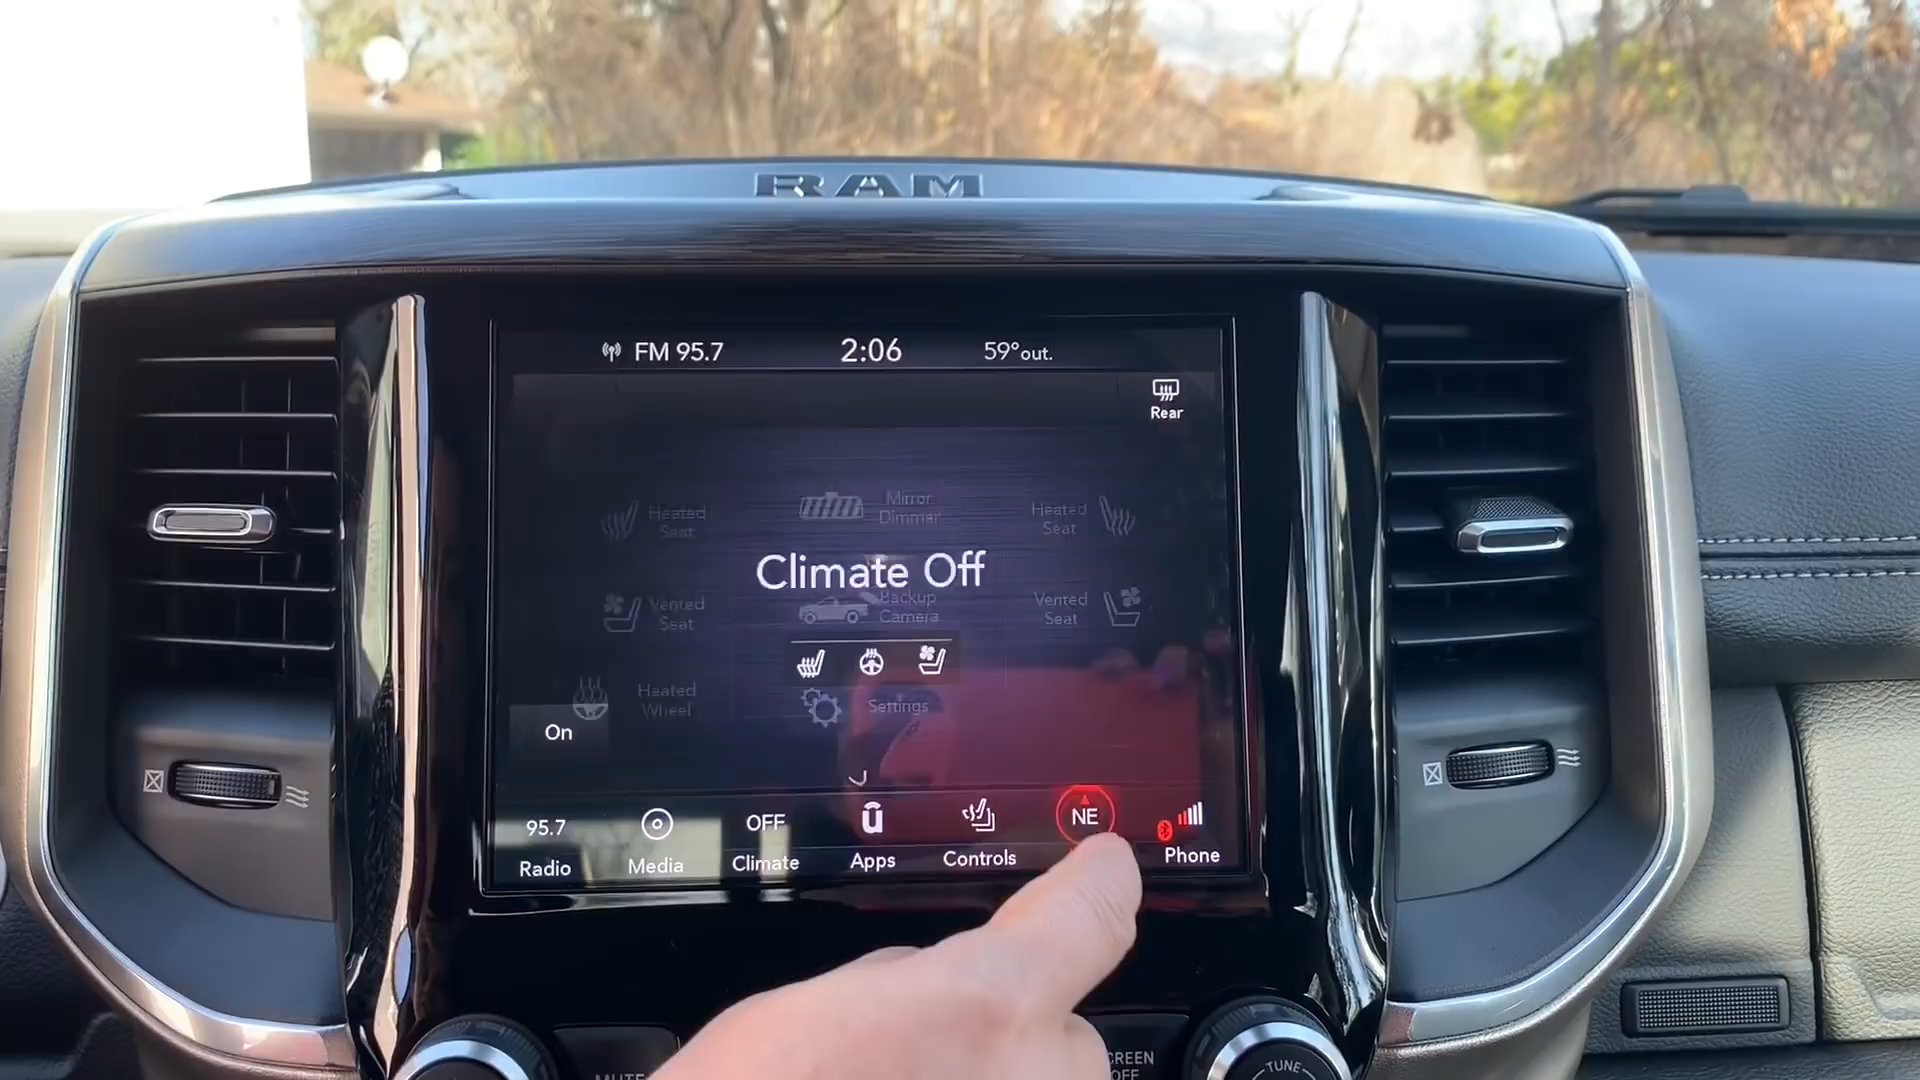 RAM
FM 95.7
2:06
59°out.
Rear
Heated
Seat
Mirror
Dimmer
Heated
Seat
Climate Off
Vented
Seat
Backup
Camera
Vented
Seat
Heated
Wheel
Settings
On
95.7
Radio
Media
OFF
Climate
Apps
Controls
NE
Phone
MUTE
SCREEN
OFF
TUNE